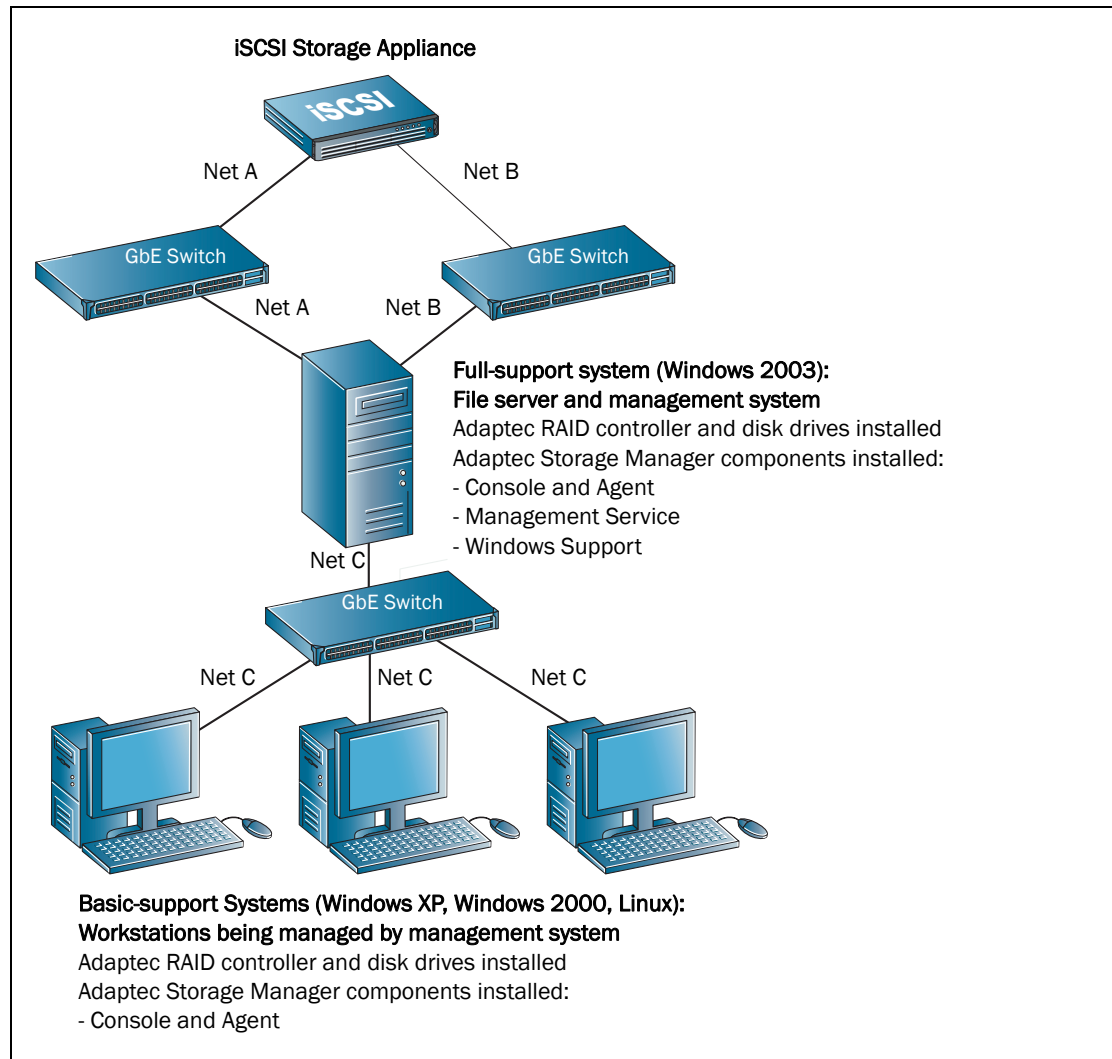 iSCSI Storage Appliance
iSCSI
Net A
Net B
GbE Switch
GbE Switch
Net A
Net B
Full-support system (Windows 2003):
File server and management system
Adaptec RAID controller and disk drives installed
Adaptec Storage Manager components installed:
- Console and Agent
- Management Service
- Windows Support
Net C
GbE Switch
Net C
Net C
Net C
Basic-support Systems (Windows XP, Windows 2000, Linux):
Workstations being managed by management system
Adaptec RAID controller and disk drives installed
Adaptec Storage Manager components installed:
- Console and Agent